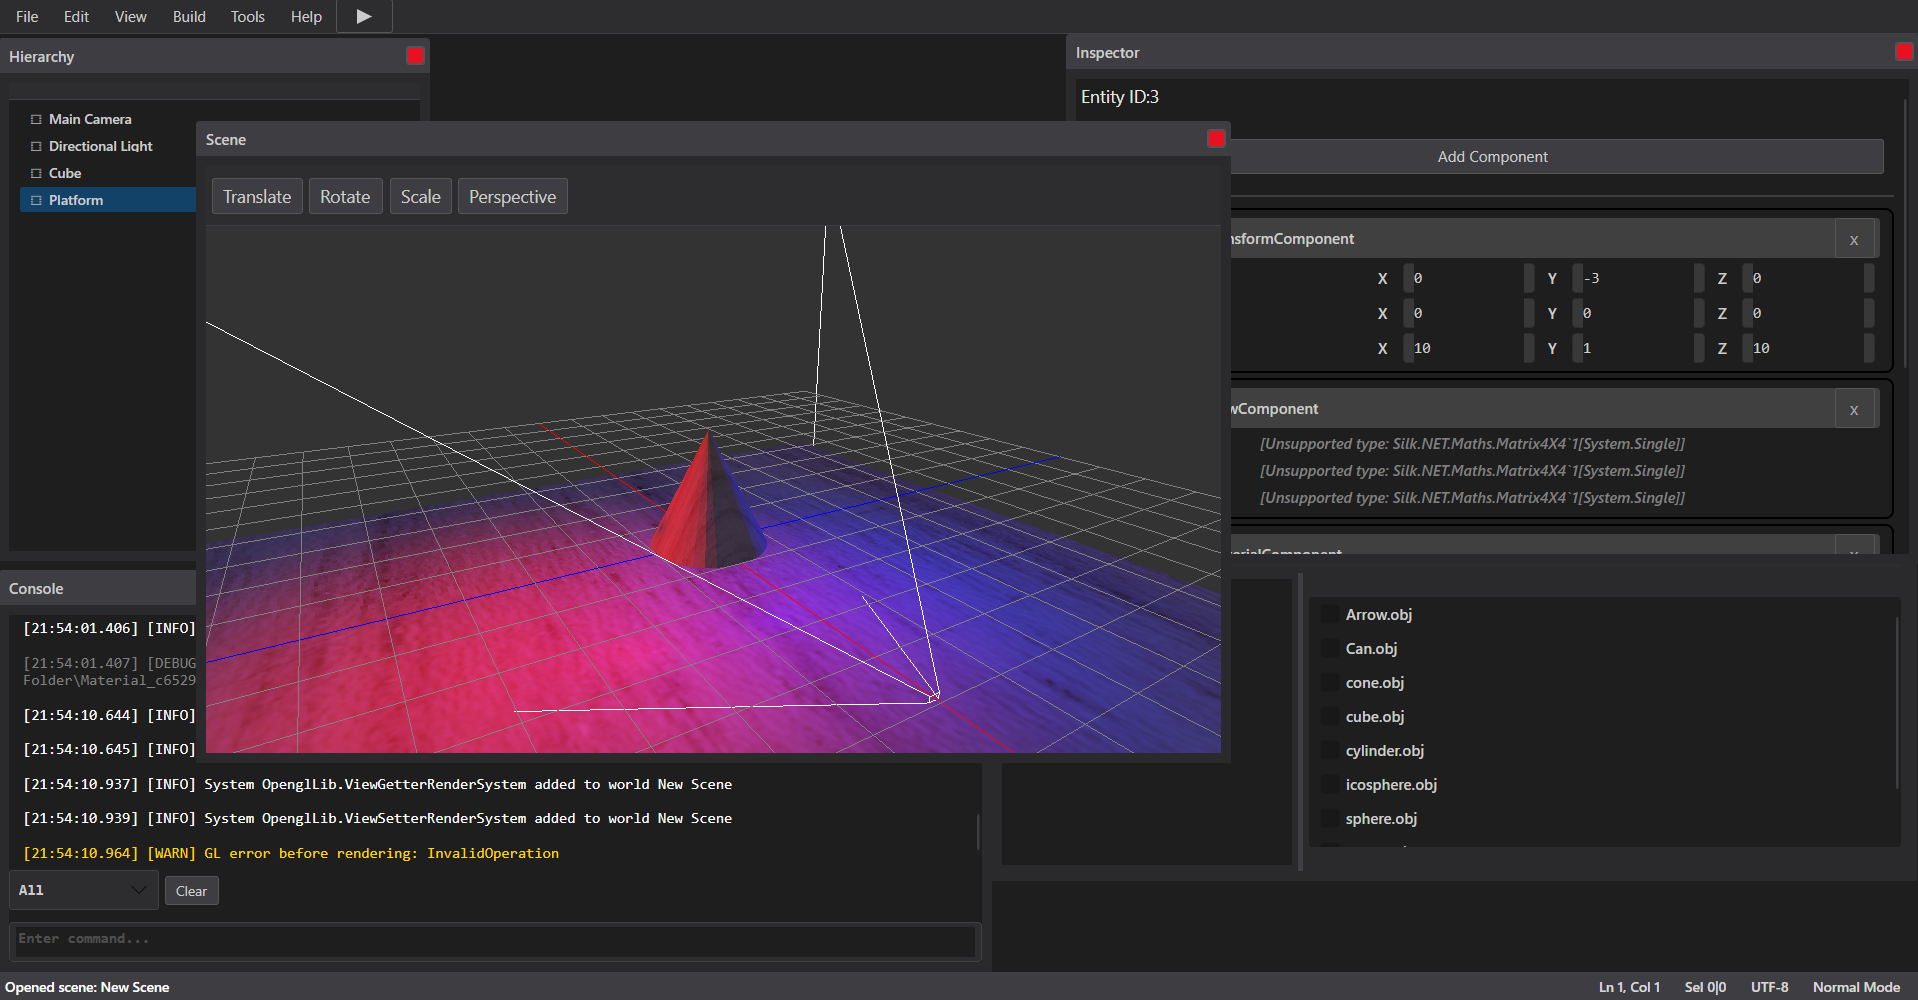 File Edit View Build Tools Help
Hierarchy
Main Camera
Directional Light
Cube
Platform
Scene
Translate Rotate Scale Perspective
Inspector
Entity ID:3
Add Component
nsformComponent x
X 0 Y -3 Z 0
X 0 Y 0 Z 0
X 10 Y 1 Z 10
wComponent x
[Unsupported type: Silk.NET.Maths.Matrix4X4`1[System.Single]]
[Unsupported type: Silk.NET.Maths.Matrix4X4`1[System.Single]]
[Unsupported type: Silk.NET.Maths.Matrix4X4`1[System.Single]]
Console
[21:54:01.406] [INFO]
[21:54:01.407] [DEBUG
Folder\Material_c6529
[21:54:10.644] [INFO]
[21:54:10.645] [INFO]
[21:54:10.937] [INFO] System OpenglLib.ViewGetterRenderSystem added to world New Scene
[21:54:10.939] [INFO] System OpenglLib.ViewSetterRenderSystem added to world New Scene
[21:54:10.964] [WARN] GL error before rendering: InvalidOperation
All Clear
Enter command...
Arrow.obj
Can.obj
cone.obj
cube.obj
cylinder.obj
icosphere.obj
sphere.obj
Opened scene: New Scene
Ln 1, Col 1 Sel 0|0 UTF-8 Normal Mode